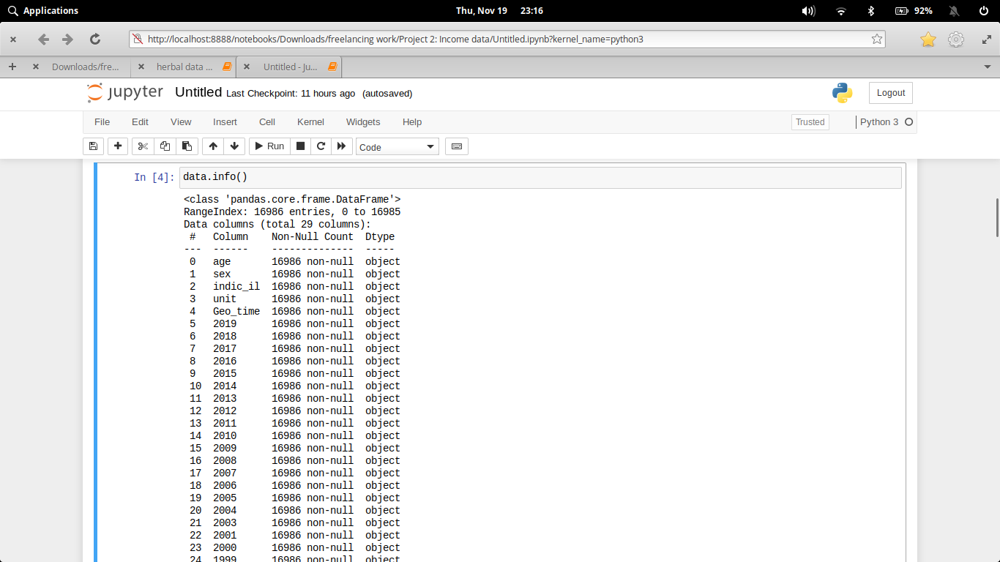 Applications Thu, Nov 19 23:16 92%
http://localhost:8888/notebooks/Downloads/freelancing work/Project 2: Income data/Untitled.ipynb?kernel_name=python3
Downloads/fre... herbal data ... Untitled - Ju...
jupyter Untitled Last Checkpoint: 11 hours ago (autosaved) Logout
File Edit View Insert Cell Kernel Widgets Help Trusted Python 3
Run Code
In [4]: data.info()
<class 'pandas.core.frame.DataFrame'>
RangeIndex: 16986 entries, 0 to 16985
Data columns (total 29 columns):
# Column Non-Null Count Dtype
--- ------ -------------- -----
0 age 16986 non-null object
1 sex 16986 non-null object
2 indic_il 16986 non-null object
3 unit 16986 non-null object
4 Geo_time 16986 non-null object
5 2019 16986 non-null object
6 2018 16986 non-null object
7 2017 16986 non-null object
8 2016 16986 non-null object
9 2015 16986 non-null object
10 2014 16986 non-null object
11 2013 16986 non-null object
12 2012 16986 non-null object
13 2011 16986 non-null object
14 2010 16986 non-null object
15 2009 16986 non-null object
16 2008 16986 non-null object
17 2007 16986 non-null object
18 2006 16986 non-null object
19 2005 16986 non-null object
20 2004 16986 non-null object
21 2003 16986 non-null object
22 2001 16986 non-null object
23 2000 16986 non-null object
24 1999 16986 non-null object